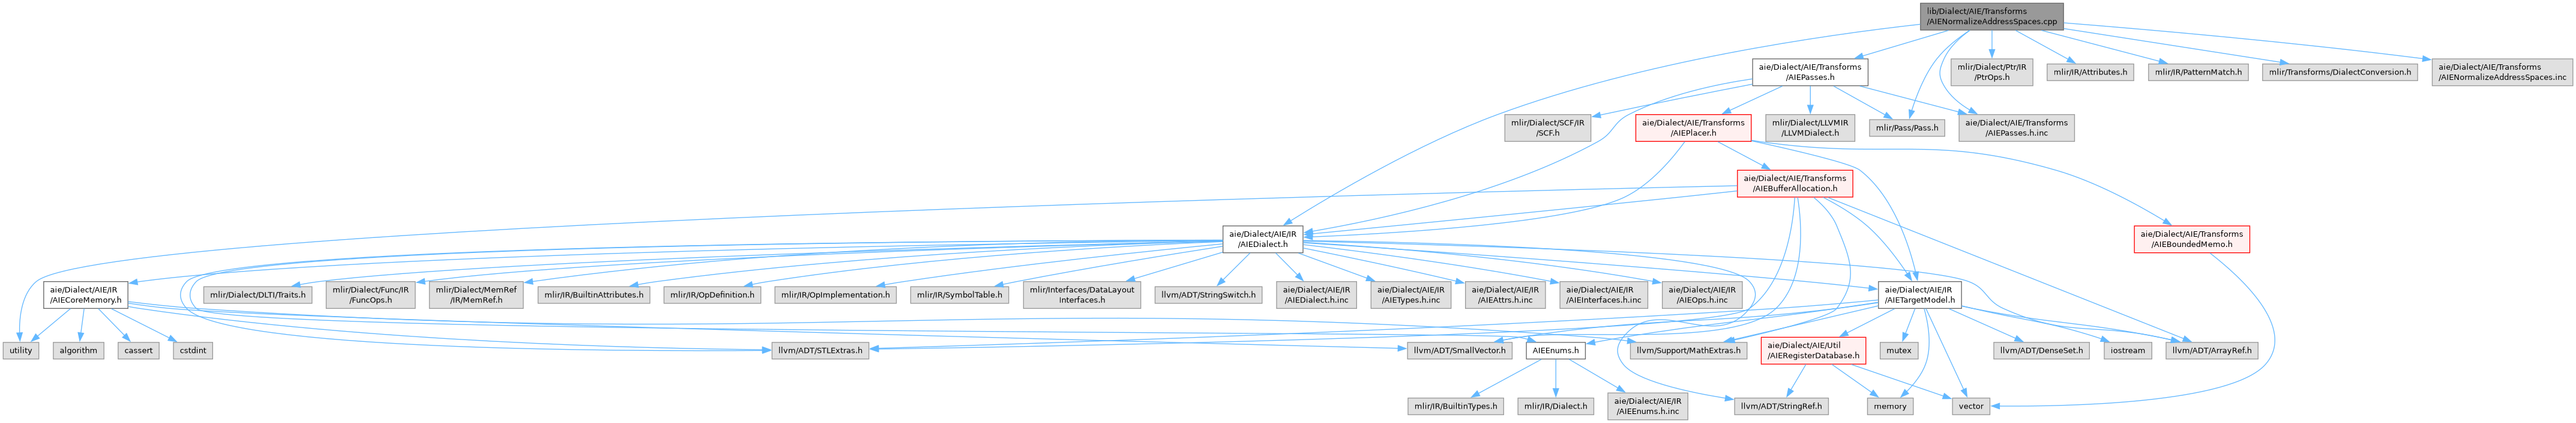 lib/Dialect/AIE/Transforms
/AIENormalizeAddressSpaces.cpp
aie/Dialect/AIE/Transforms
/AIEPasses.h
mlir/Dialect/Ptr/IR
/PtrOps.h
mlir/IR/Attributes.h
mlir/IR/PatternMatch.h
mlir/Transforms/DialectConversion.h
aie/Dialect/AIE/Transforms
/AIENormalizeAddressSpaces.inc
mlir/Dialect/SCF/IR
/SCF.h
aie/Dialect/AIE/Transforms
/AIEPlacer.h
mlir/Dialect/LLVMIR
/LLVMDialect.h
mlir/Pass/Pass.h
aie/Dialect/AIE/Transforms
/AIEPasses.h.inc
aie/Dialect/AIE/Transforms
/AIEBufferAllocation.h
aie/Dialect/AIE/IR
/AIEDialect.h
aie/Dialect/AIE/Transforms
/AIEBoundedMemo.h
aie/Dialect/AIE/IR
/AIECoreMemory.h
mlir/Dialect/DLTI/Traits.h
mlir/Dialect/Func/IR
/FuncOps.h
mlir/Dialect/MemRef
/IR/MemRef.h
mlir/IR/BuiltinAttributes.h
mlir/IR/OpDefinition.h
mlir/IR/OpImplementation.h
mlir/IR/SymbolTable.h
mlir/Interfaces/DataLayout
Interfaces.h
llvm/ADT/StringSwitch.h
aie/Dialect/AIE/IR
/AIEDialect.h.inc
aie/Dialect/AIE/IR
/AIETypes.h.inc
aie/Dialect/AIE/IR
/AIEAttrs.h.inc
aie/Dialect/AIE/IR
/AIEInterfaces.h.inc
aie/Dialect/AIE/IR
/AIEOps.h.inc
aie/Dialect/AIE/IR
/AIETargetModel.h
utility
algorithm
cassert
cstdint
llvm/ADT/STLExtras.h
llvm/ADT/SmallVector.h
AIEEnums.h
llvm/Support/MathExtras.h
aie/Dialect/AIE/Util
/AIERegisterDatabase.h
mutex
llvm/ADT/DenseSet.h
iostream
llvm/ADT/ArrayRef.h
mlir/IR/BuiltinTypes.h
mlir/IR/Dialect.h
aie/Dialect/AIE/IR
/AIEEnums.h.inc
llvm/ADT/StringRef.h
memory
vector